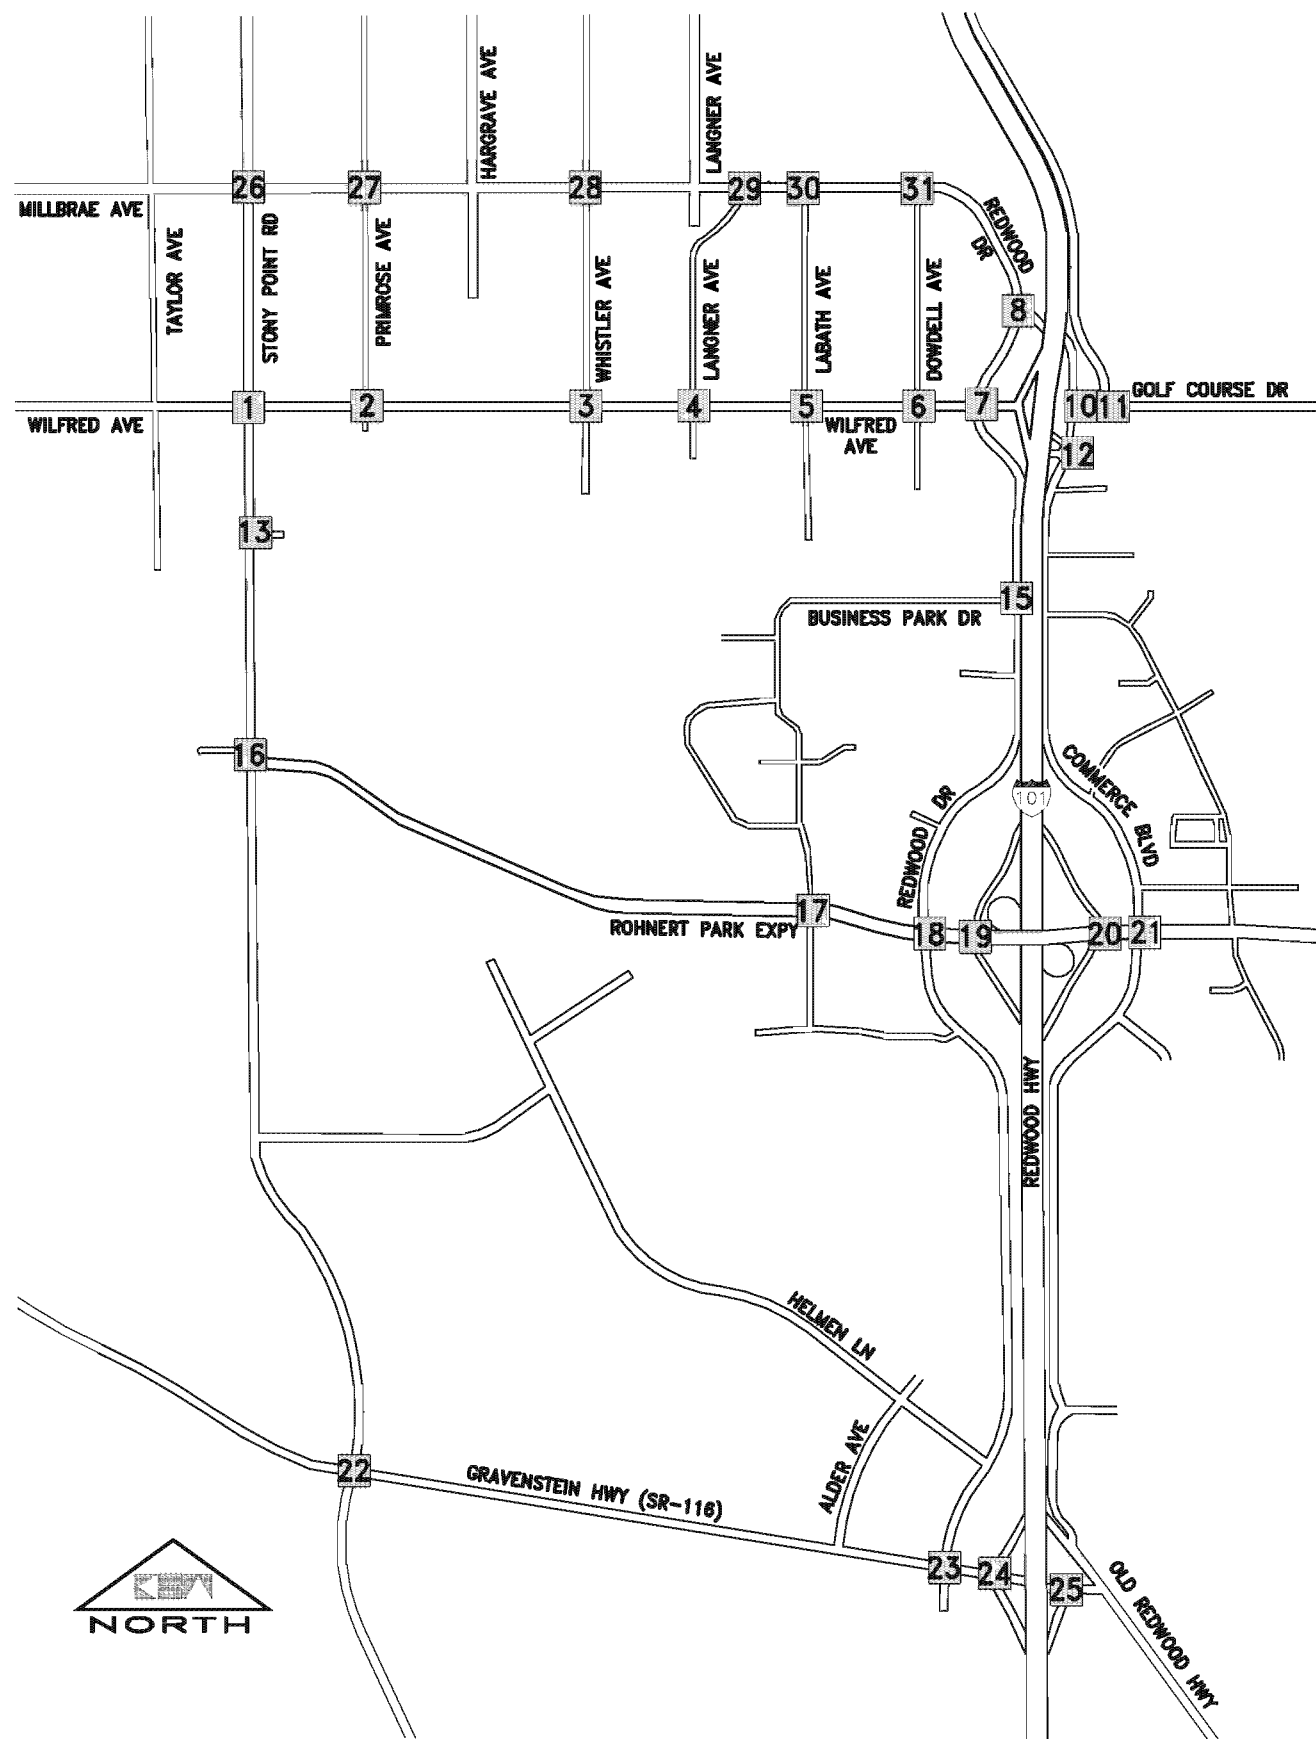 HARGRAVE AVE
LANGNER AVE
26
27
28
29
30
31
MILLBRAE AVE
TAYLOR AVE
STONY POINT RD
PRIMROSE AVE
WHISTLER AVE
LANGNER AVE
LABATH AVE
DOWDELL AVE
REDWOOD
DR
8
1
2
3
4
5
6
7
10
11
GOLF COURSE DR
WILFRED AVE
WILFRED
AVE
12
13
15
BUSINESS PARK DR
16
COMMERCE BLVD
101
REDWOOD DR
17
ROHNERT PARK EXPY
18
19
20
21
REDWOOD HWY
HELMEN LN
ALDER AVE
22
GRAVENSTEIN HWY (SR-116)
23
24
25
OLD REDWOOD HWY
NORTH